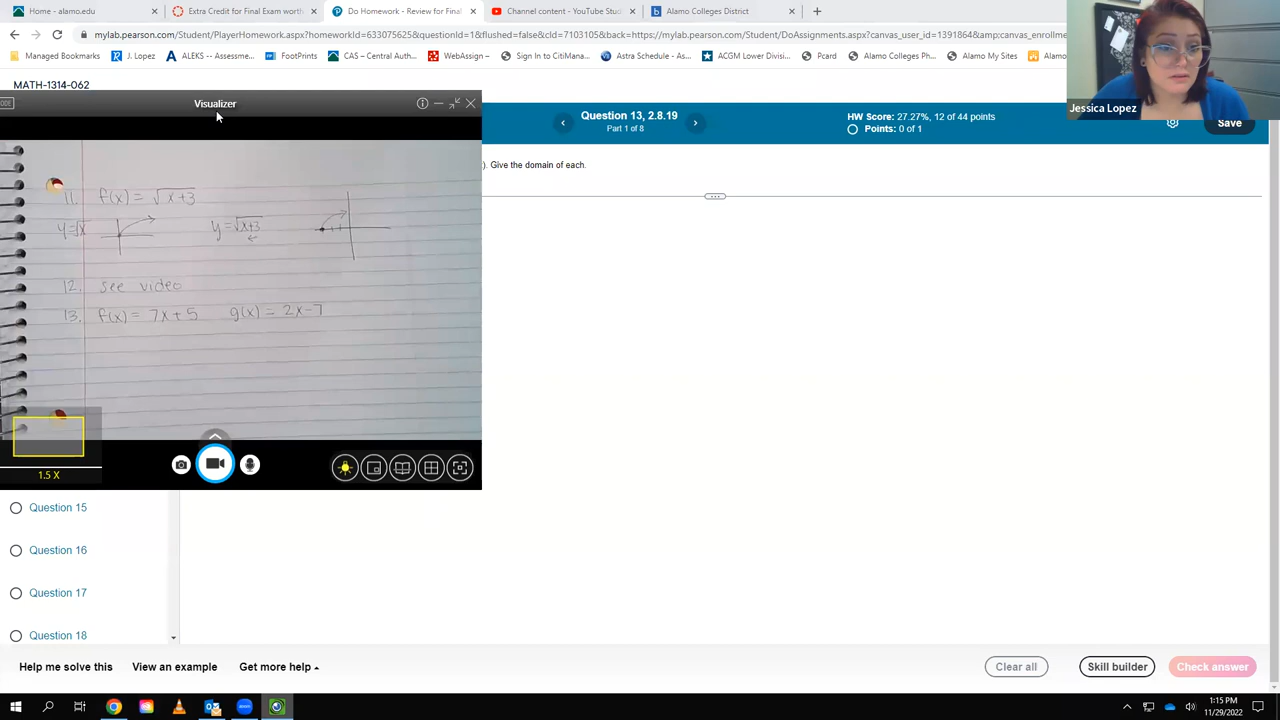 Home - alamo.edu
Extra Credit for Final Exam worth
Do Homework - Review for Final
Channel content - YouTube Stud
Alamo Colleges District
mylab.pearson.com/Student/PlayerHomework.aspx?homeworkId=633075625&questionId=1&flushed=false&cId=7103105&back=https://mylab.pearson.com/Student/DoAssignments.aspx?canvas_user_id=1391864&amp;canvas_enrollme
Managed Bookmarks
J. Lopez
ALEKS -- Assessme...
FootPrints
CAS – Central Auth...
WebAssign –
Sign In to CitiMana...
Astra Schedule - As...
ACGM Lower Divisi...
Pcard
Alamo Colleges Ph...
Alamo My Sites
Alamo
MATH-1314-062
Visualizer
Question 13, 2.8.19
Part 1 of 8
HW Score: 27.27%, 12 of 44 points
Points: 0 of 1
Save
Jessica Lopez
). Give the domain of each.
11. f(x) = √x+3
y=√x
y=√x+3
12. see video
13. f(x) = 7x+5 g(x) = 2x-7
1.5 X
Question 15
Question 16
Question 17
Question 18
Help me solve this
View an example
Get more help
Clear all
Skill builder
Check answer
1:15 PM
11/29/2022